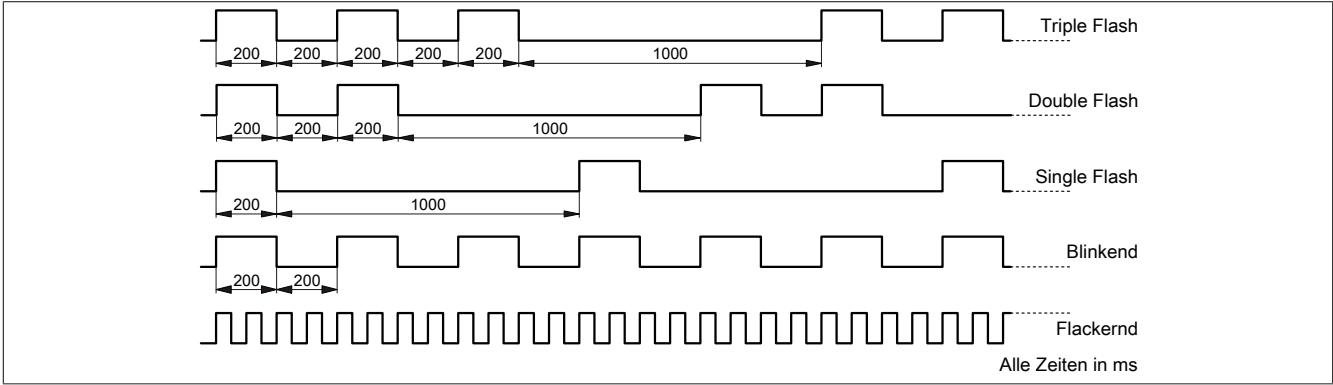 Triple Flash
200 200 200 200 200 1000
Double Flash
200 200 200 1000
Single Flash
200 1000
Blinkend
200 200
Flackernd
Alle Zeiten in ms